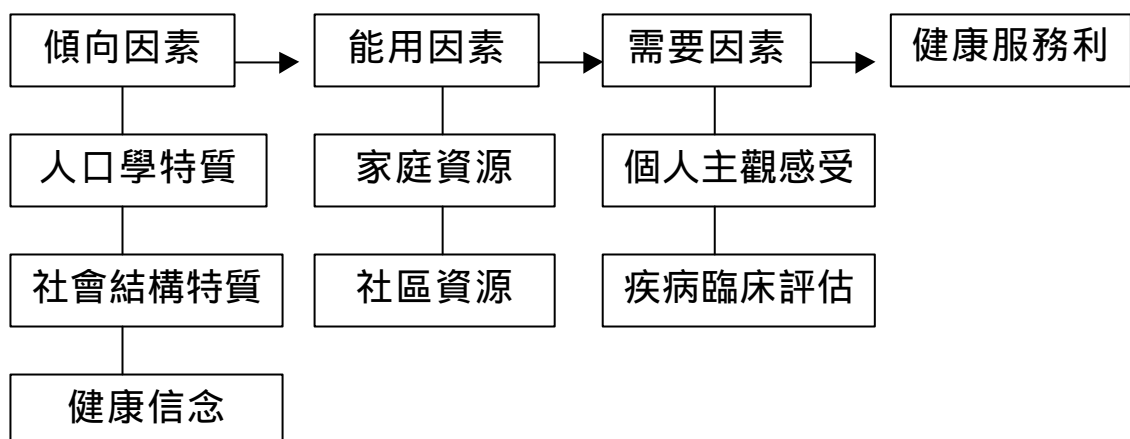 傾向因素
能用因素
需要因素
健康服務利
人口學特質
家庭資源
個人主觀感受
社會結構特質
社區資源
疾病臨床評估
健康信念